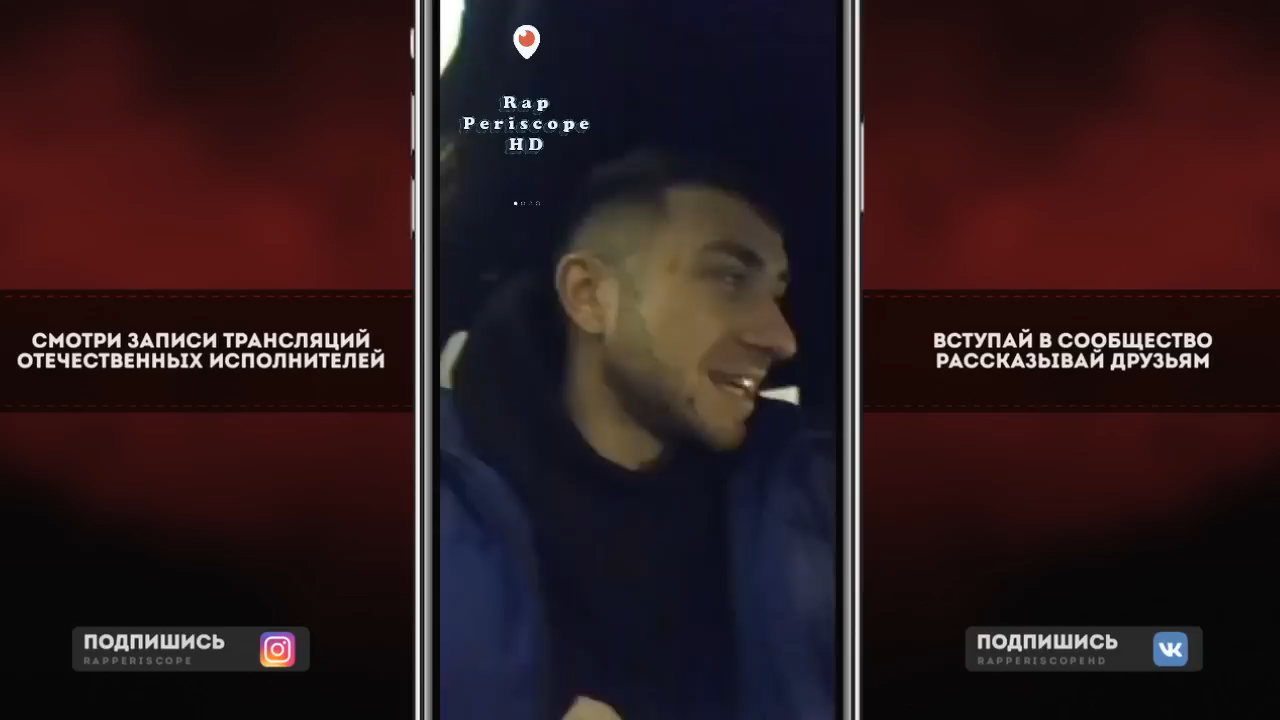 Rap
Periscope
HD
СМОТРИ ЗАПИСИ ТРАНСЛЯЦИЙ
ОТЕЧЕСТВЕННЫХ ИСПОЛНИТЕЛЕЙ
ВСТУПАЙ В СООБЩЕСТВО
РАССКАЗЫВАЙ ДРУЗЬЯМ
ПОДПИШИСЬ
RAPPERISCOPE
ПОДПИШИСЬ
RAPPERISCOPEHD